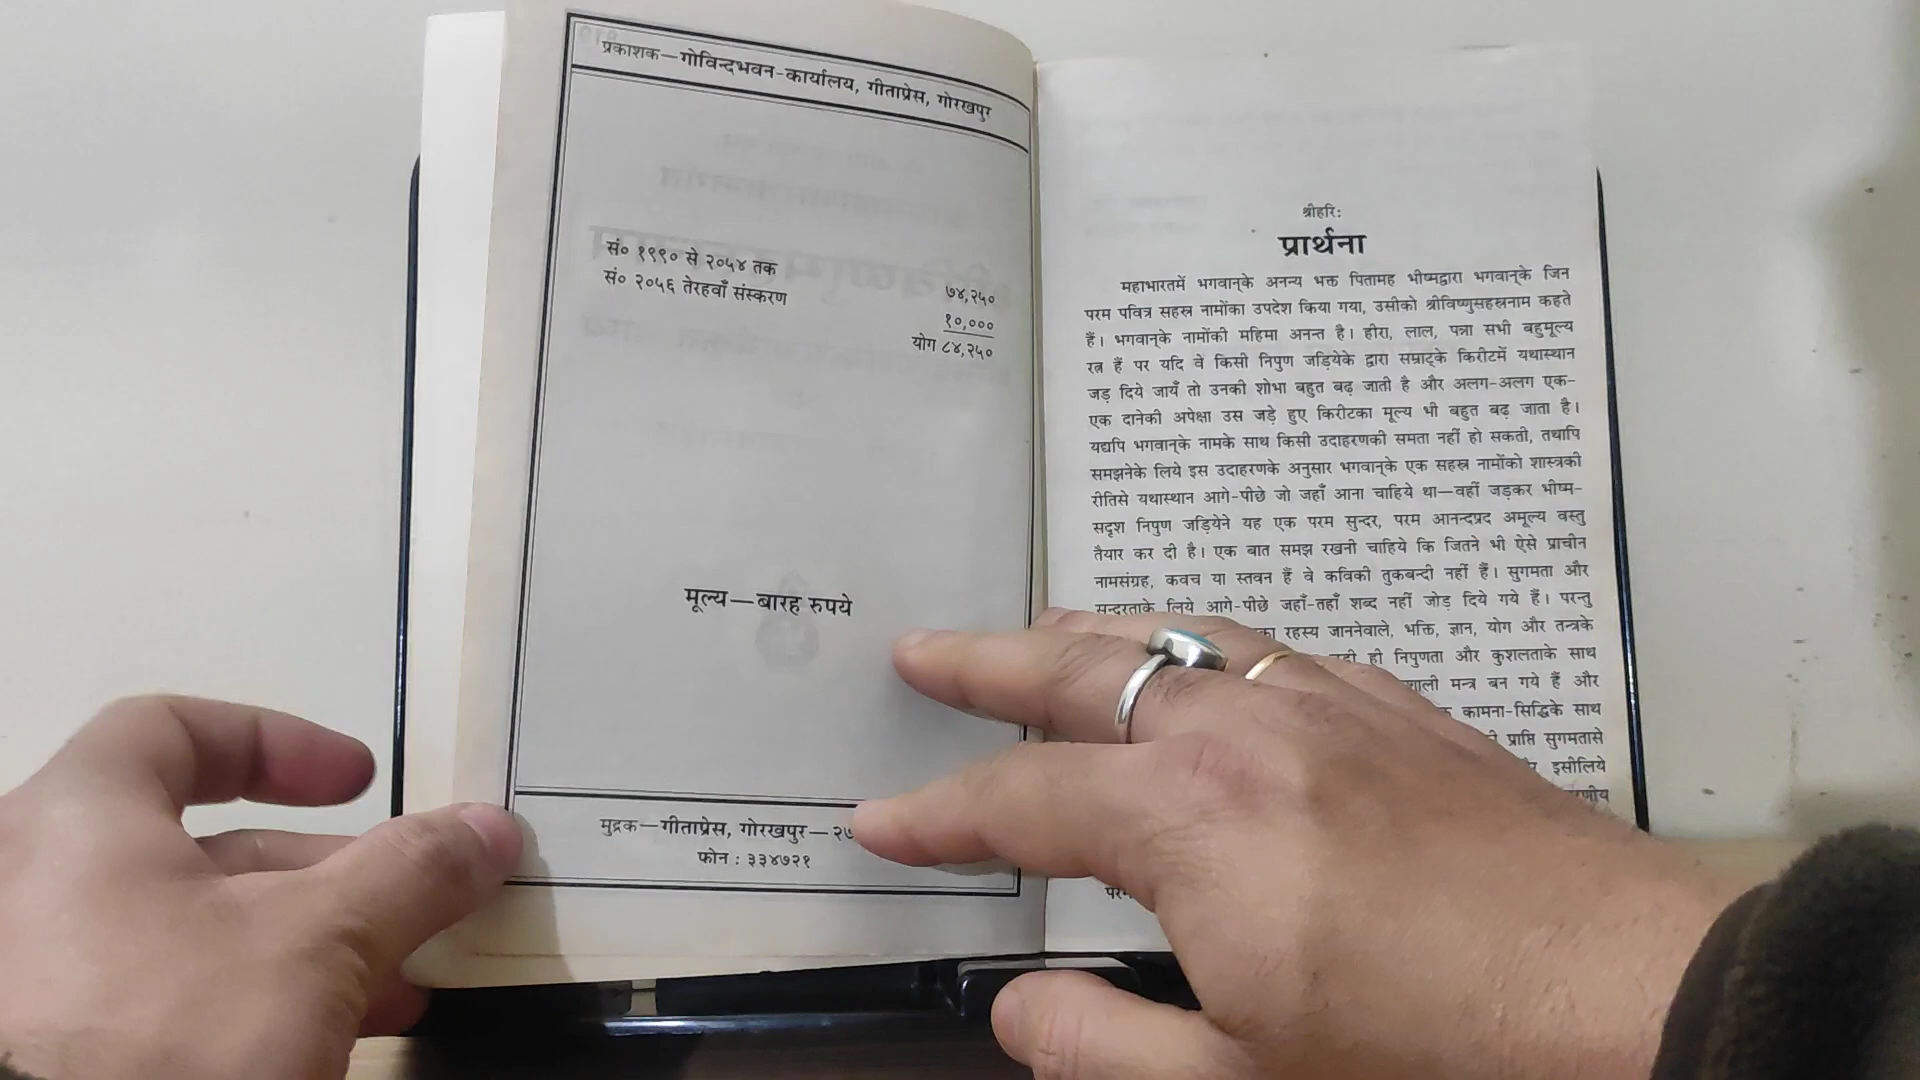 प्रकाशक—गोविन्दभवन-कार्यालय, गीताप्रेस, गोरखपुर
सं० १९९० से २०५४ तक ७४,२५०
सं० २०५६ तेरहवाँ संस्करण १०,०००
योग ८४,२५०
मूल्य—बारह रुपये
मुद्रक—गीताप्रेस, गोरखपुर—२७
फोन : ३३४७२१
श्रीहरि:
प्रार्थना
महाभारतमें भगवान्‌के अनन्य भक्त पितामह भीष्मद्वारा भगवान्‌के जिन
परम पवित्र सहस्र नामोंका उपदेश किया गया, उसीको श्रीविष्णुसहस्रनाम कहते
हैं। भगवान्‌के नामोंकी महिमा अनन्त है। हीरा, लाल, पन्ना सभी बहुमूल्य
रत्न हैं पर यदि वे किसी निपुण जड़ियेके द्वारा सम्राट्‌के किरीटमें यथास्थान
जड़ दिये जायँ तो उनकी शोभा बहुत बढ़ जाती है और अलग-अलग एक-
एक दानेकी अपेक्षा उस जड़े हुए किरीटका मूल्य भी बहुत बढ़ जाता है।
यद्यपि भगवान्‌के नामके साथ किसी उदाहरणकी समता नहीं हो सकती, तथापि
समझनेके लिये इस उदाहरणके अनुसार भगवान्‌के एक सहस्र नामोंको शास्त्रकी
रीतिसे यथास्थान आगे-पीछे जो जहाँ आना चाहिये था—वहीं जड़कर भीष्म-
सदृश निपुण जड़ियेने यह एक परम सुन्दर, परम आनन्दप्रद अमूल्य वस्तु
तैयार कर दी है। एक बात समझ रखनी चाहिये कि जितने भी ऐसे प्राचीन
नामसंग्रह, कवच या स्तवन हैं वे कविकी तुकबन्दी नहीं हैं। सुगमता और
सुन्दरताके लिये आगे-पीछे जहाँ-तहाँ शब्द नहीं जोड़ दिये गये हैं। परन्तु
रहस्य जाननेवाले, भक्ति, ज्ञान, योग और तन्त्रके
ही निपुणता और कुशलताके साथ
मन्त्र बन गये हैं और
कामना-सिद्धिके साथ
प्राप्ति सुगमतासे
इसीलिये